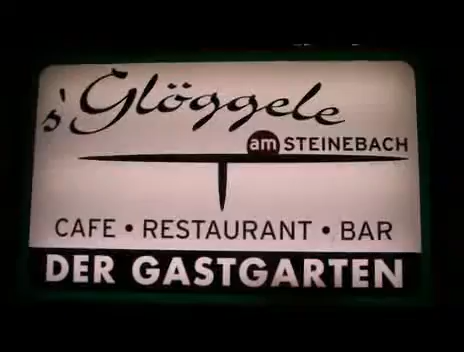 s' Glöggele
am STEINEBACH
CAFE • RESTAURANT • BAR
DER GASTGARTEN